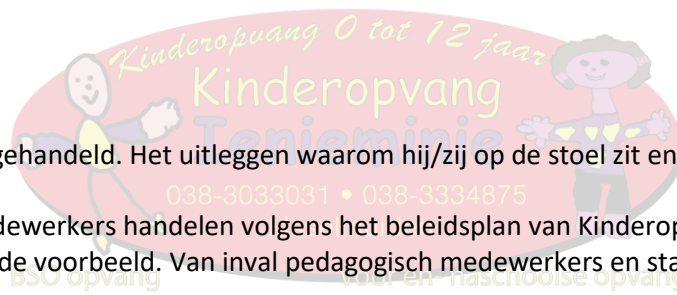 Kinderopvang 0 tot 12 jaar
Kinderopvang
Tenieminie
gehandeld. Het uitleggen waarom hij/zij op de stoel zit en
038-3033031 • 038-3334875
dewerkers handelen volgens het beleidsplan van Kinderop
de voorbeeld. Van inval pedagogisch medewerkers en sta
BSO opvang
voor en- naschoolse opvang